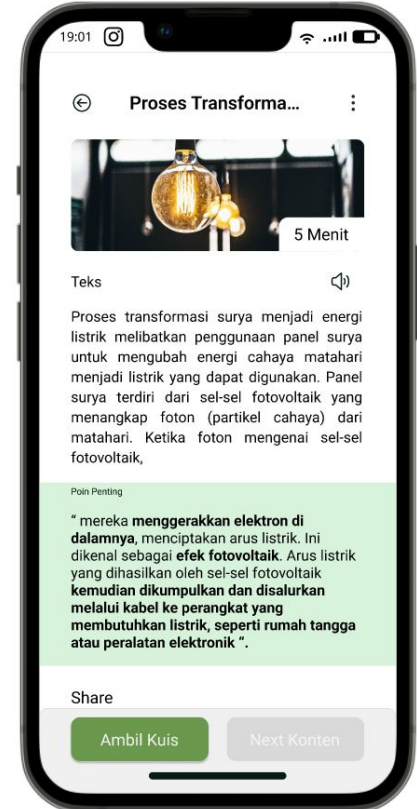 19:01
Proses Transforma...
5 Menit
Teks
Proses transformasi surya menjadi energi
listrik melibatkan penggunaan panel surya
untuk mengubah energi cahaya matahari
menjadi listrik yang dapat digunakan. Panel
surya terdiri dari sel-sel fotovoltaik yang
menangkap foton (partikel cahaya) dari
matahari. Ketika foton mengenai sel-sel
fotovoltaik,
Poin Penting
“ mereka menggerakkan elektron di
dalamnya, menciptakan arus listrik. Ini
dikenal sebagai efek fotovoltaik. Arus listrik
yang dihasilkan oleh sel-sel fotovoltaik
kemudian dikumpulkan dan disalurkan
melalui kabel ke perangkat yang
membutuhkan listrik, seperti rumah tangga
atau peralatan elektronik “.
Share
Ambil Kuis
Next Konten